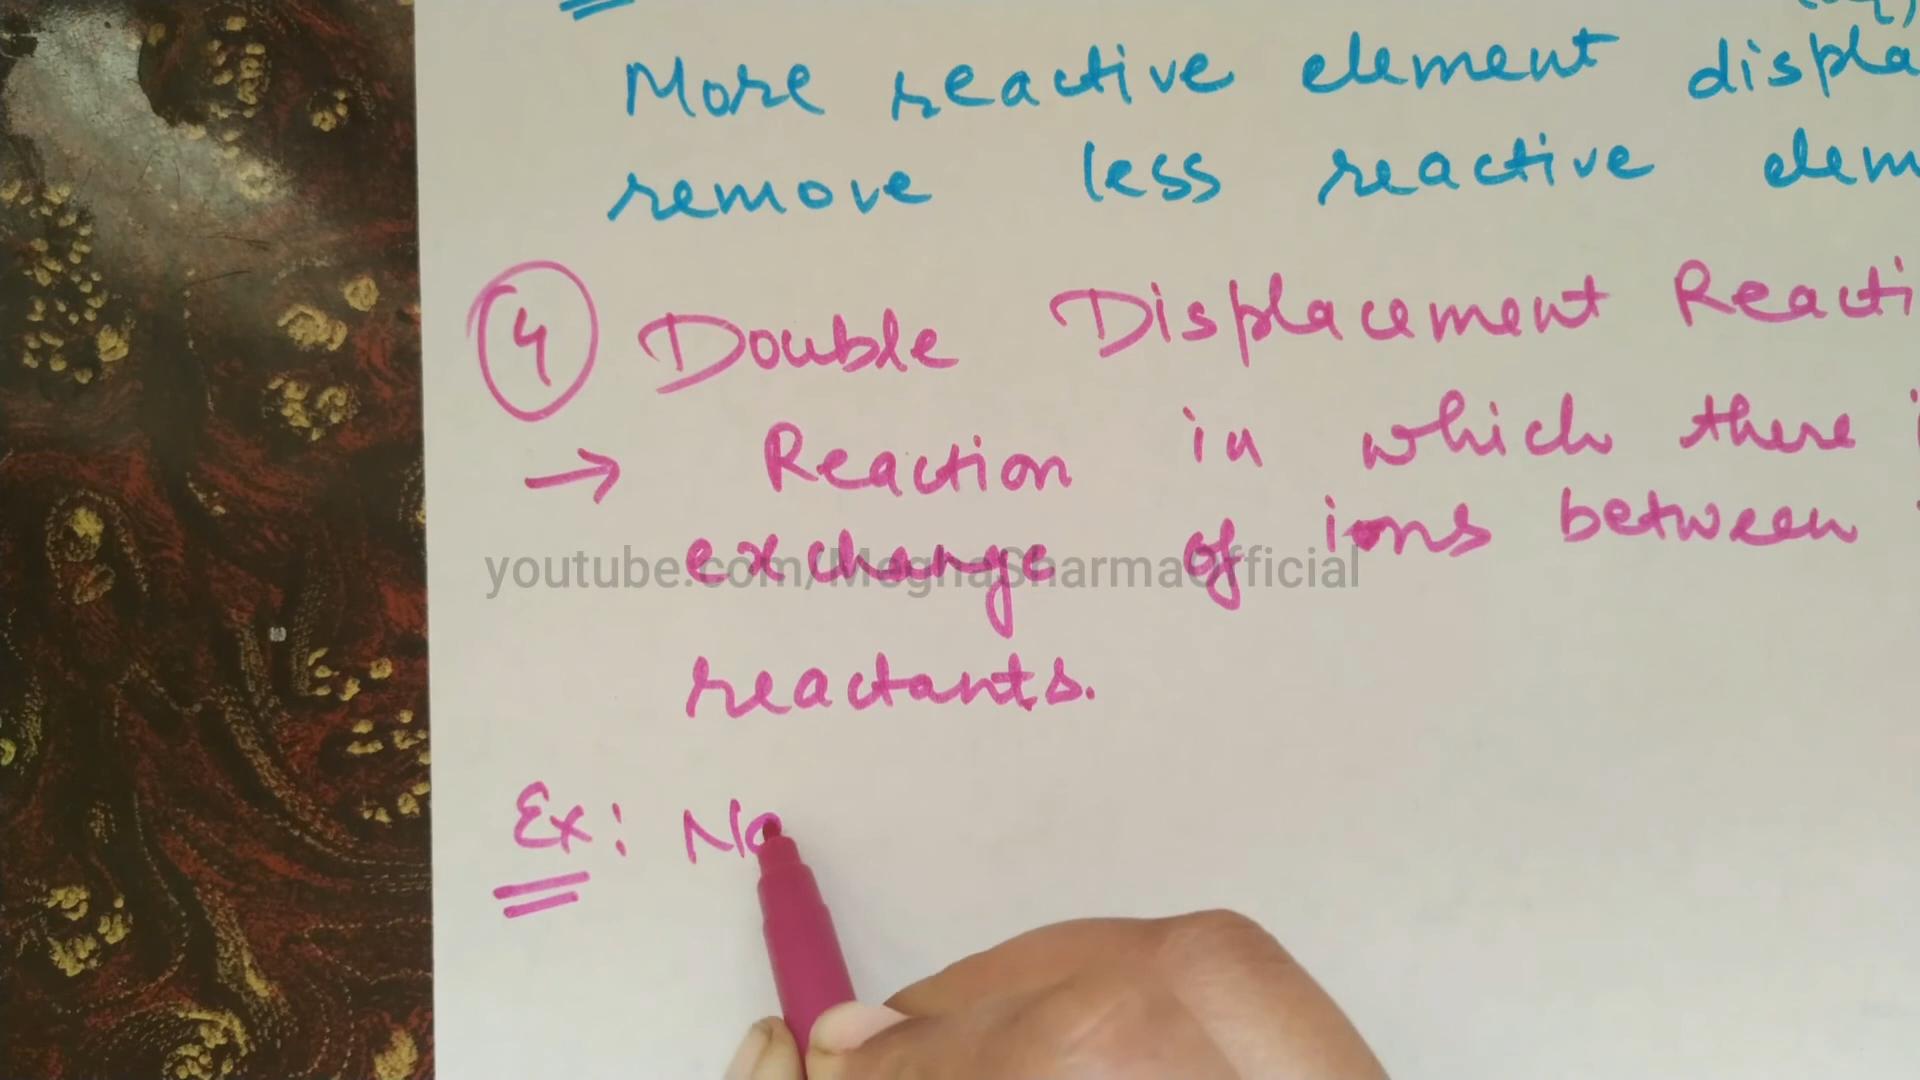 More reactive element displa
remove less reactive elem
4 Double Displacement Reacti
→ Reaction in which there i
exchange of ions between
youtube.com/MeghaSharmaOfficial
reactants.
Ex: Na